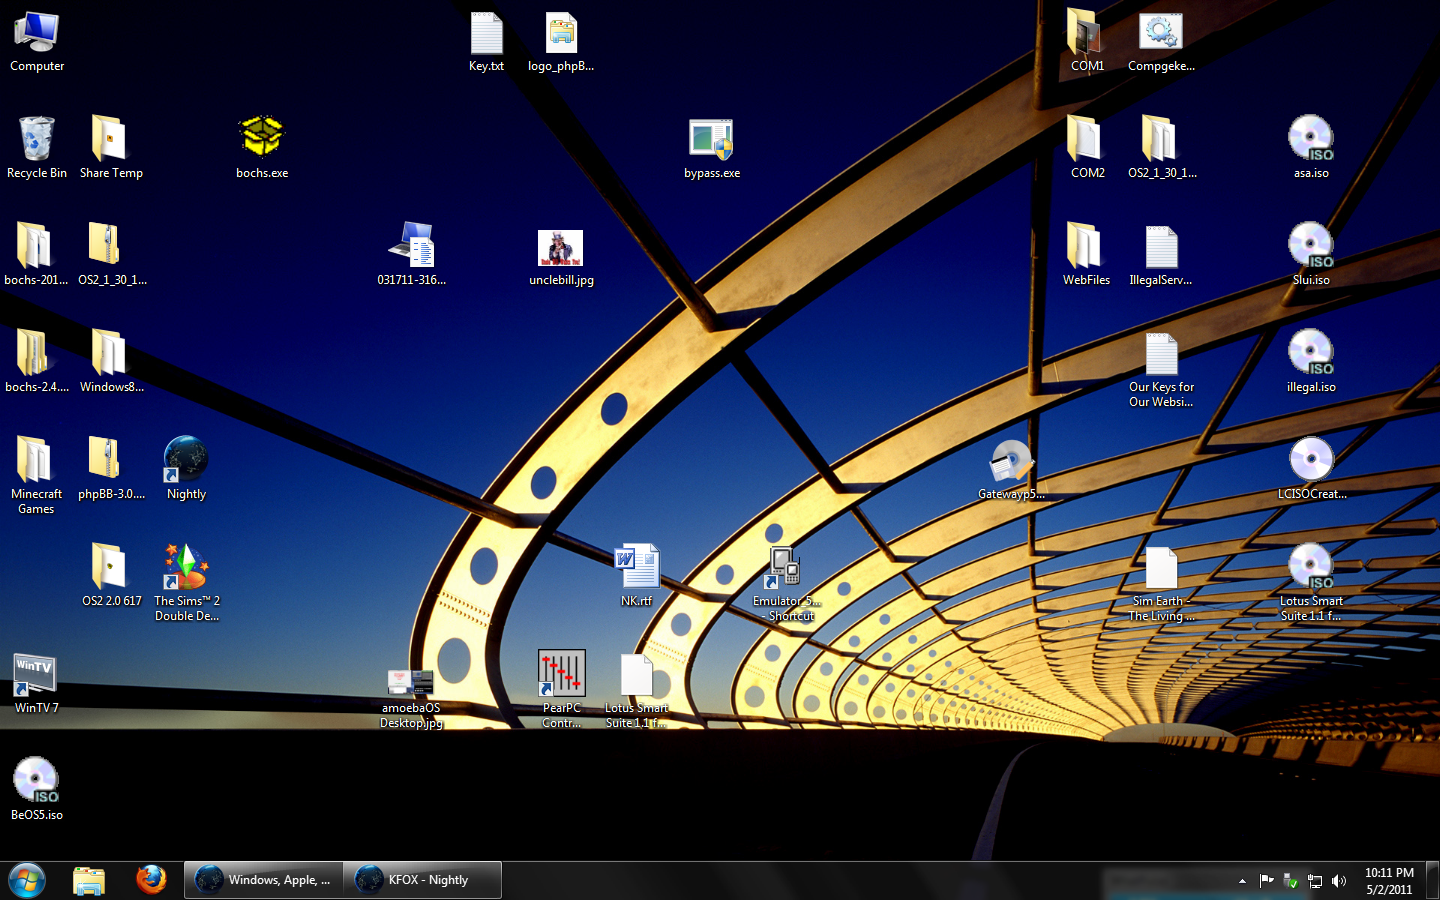 Computer
Key.txt
logo_phpB...
COM1
Compgeke...
Recycle Bin
Share Temp
bochs.exe
bypass.exe
COM2
OS2_1_30_1...
asa.iso
bochs-201...
OS2_1_30_1...
031711-316...
unclebill.jpg
WebFiles
IllegalServ...
Slui.iso
bochs-2.4....
Windows8...
Our Keys for
Our Websi...
illegal.iso
Minecraft
Games
phpBB-3.0....
Nightly
Gatewayp5...
LCISOCreat...
OS2 2.0 617
The Sims™ 2
Double De...
NK.rtf
Emulator_5...
- Shortcut
Sim Earth -
The Living ...
Lotus Smart
Suite 1.1 f...
WinTV
WinTV 7
amoebaOS
Desktop.jpg
PearPC
Contr...
Lotus Smart
Suite 1.1 f...
BeOS5.iso
Windows, Apple, ...
KFOX - Nightly
10:11 PM
5/2/2011